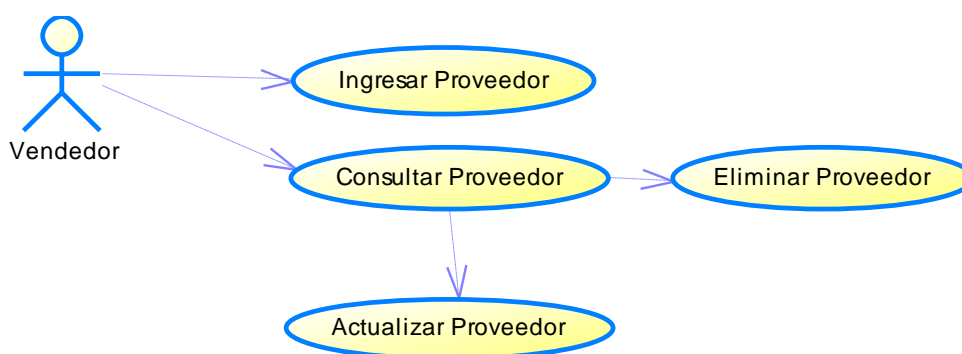 Ingresar Proveedor
Vendedor
Consultar Proveedor
Eliminar Proveedor
Actualizar Proveedor